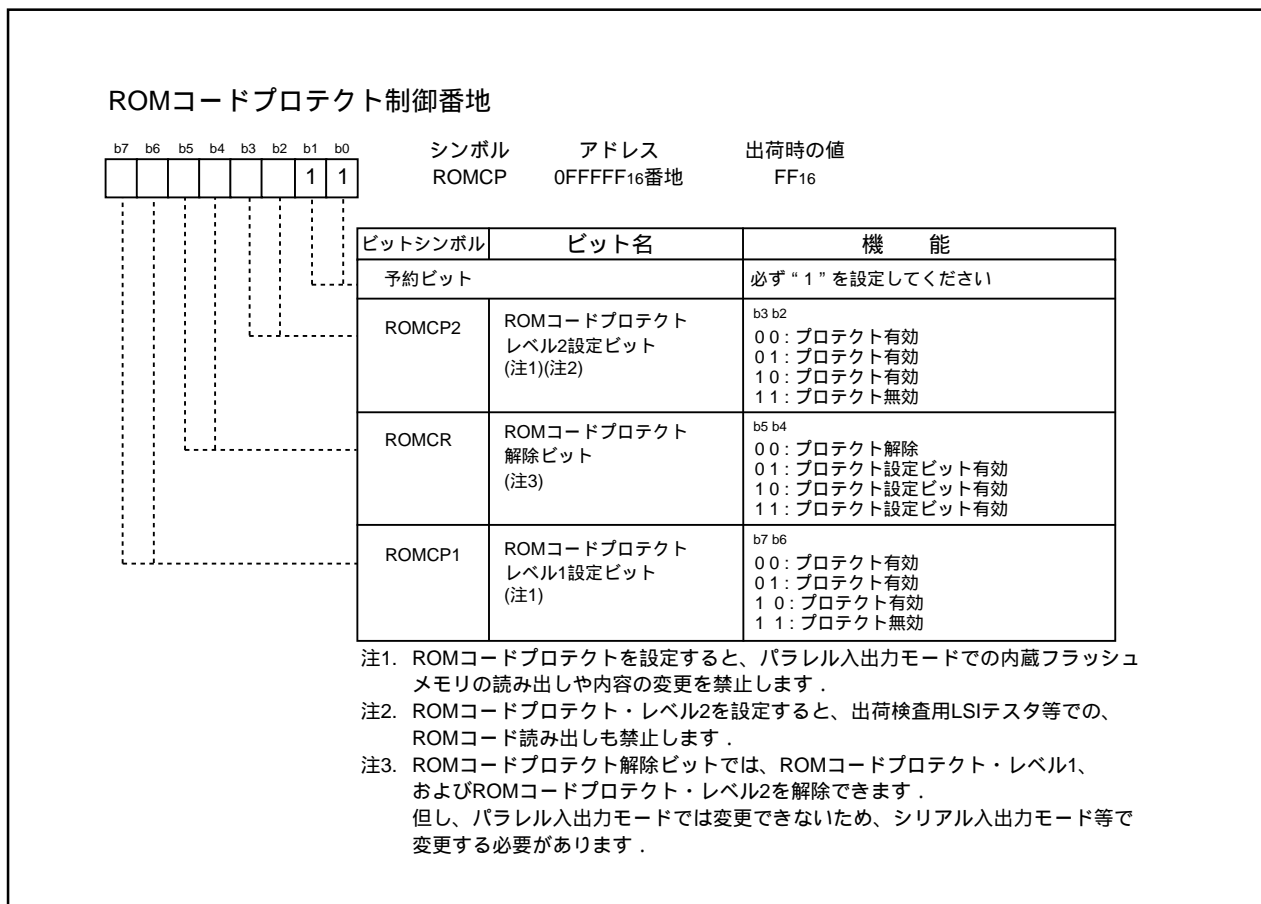 ROMコードプロテクト制御番地
b7 b6 b5 b4 b3 b2 b1 b0
1 1
シンボル アドレス 出荷時の値
ROMCP 0FFFFF16番地 FF16
ビットシンボル ビット名 機 能
予約ビット 必ず“1”を設定してください
ROMCP2 ROMコードプロテクト
レベル2設定ビット
(注1)(注2)
b3 b2
0 0 : プロテクト有効
0 1 : プロテクト有効
1 0 : プロテクト有効
1 1 : プロテクト無効
ROMCR ROMコードプロテクト
解除ビット
(注3)
b5 b4
0 0 : プロテクト解除
0 1 : プロテクト設定ビット有効
1 0 : プロテクト設定ビット有効
1 1 : プロテクト設定ビット有効
ROMCP1 ROMコードプロテクト
レベル1設定ビット
(注1)
b7 b6
0 0 : プロテクト有効
0 1 : プロテクト有効
1 0 : プロテクト有効
1 1 : プロテクト無効
注1. ROMコードプロテクトを設定すると、パラレル入出力モードでの内蔵フラッシュ
メモリの読み出しや内容の変更を禁止します．
注2. ROMコードプロテクト・レベル2を設定すると、出荷検査用LSIテスタ等での、
ROMコード読み出しも禁止します．
注3. ROMコードプロテクト解除ビットでは、ROMコードプロテクト・レベル1、
およびROMコードプロテクト・レベル2を解除できます．
但し、パラレル入出力モードでは変更できないため、シリアル入出力モード等で
変更する必要があります．